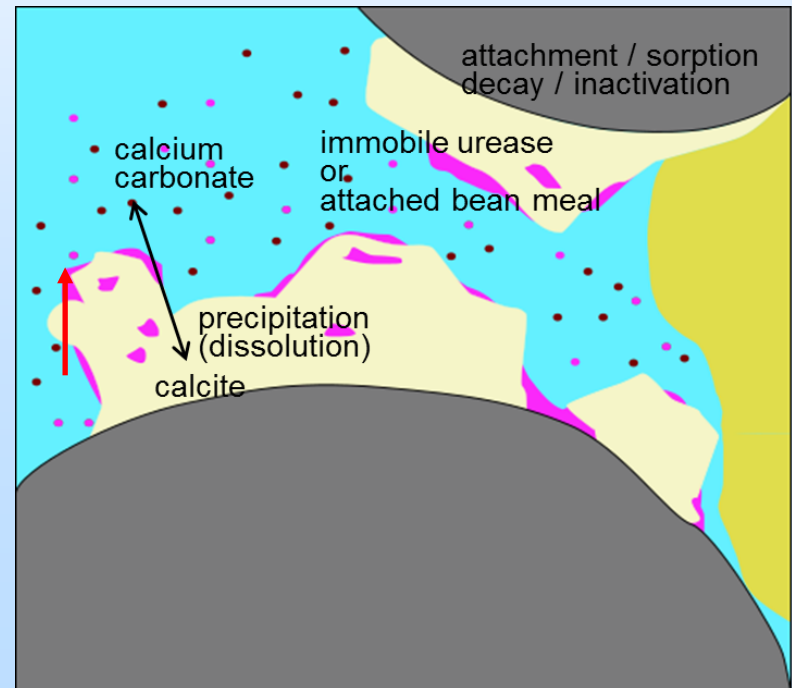 attachment / sorption
decay / inactivation
calcium
carbonate
immobile urease
or
attached bean meal
precipitation
(dissolution)
calcite